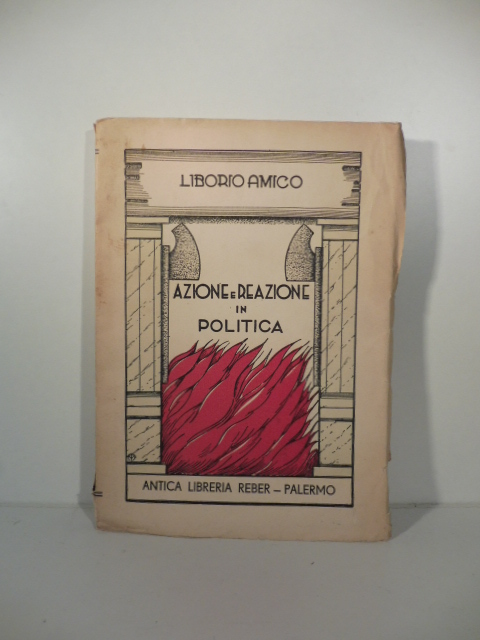 LIBORIO AMICO
AZIONE E REAZIONE
IN
POLITICA
ANTICA LIBRERIA REBER - PALERMO